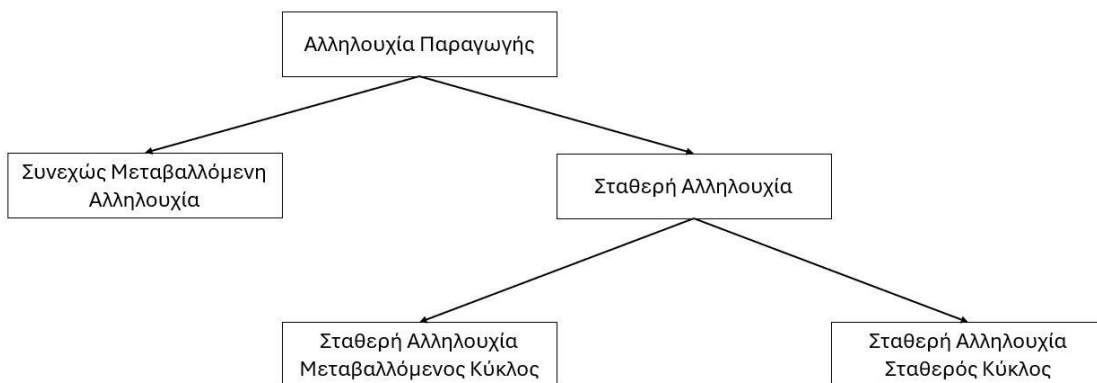 Αλληλουχία Παραγωγής
Συνεχώς Μεταβαλλόμενη
Αλληλουχία
Σταθερή Αλληλουχία
Σταθερή Αλληλουχία
Μεταβαλλόμενος Κύκλος
Σταθερή Αλληλουχία
Σταθερός Κύκλος